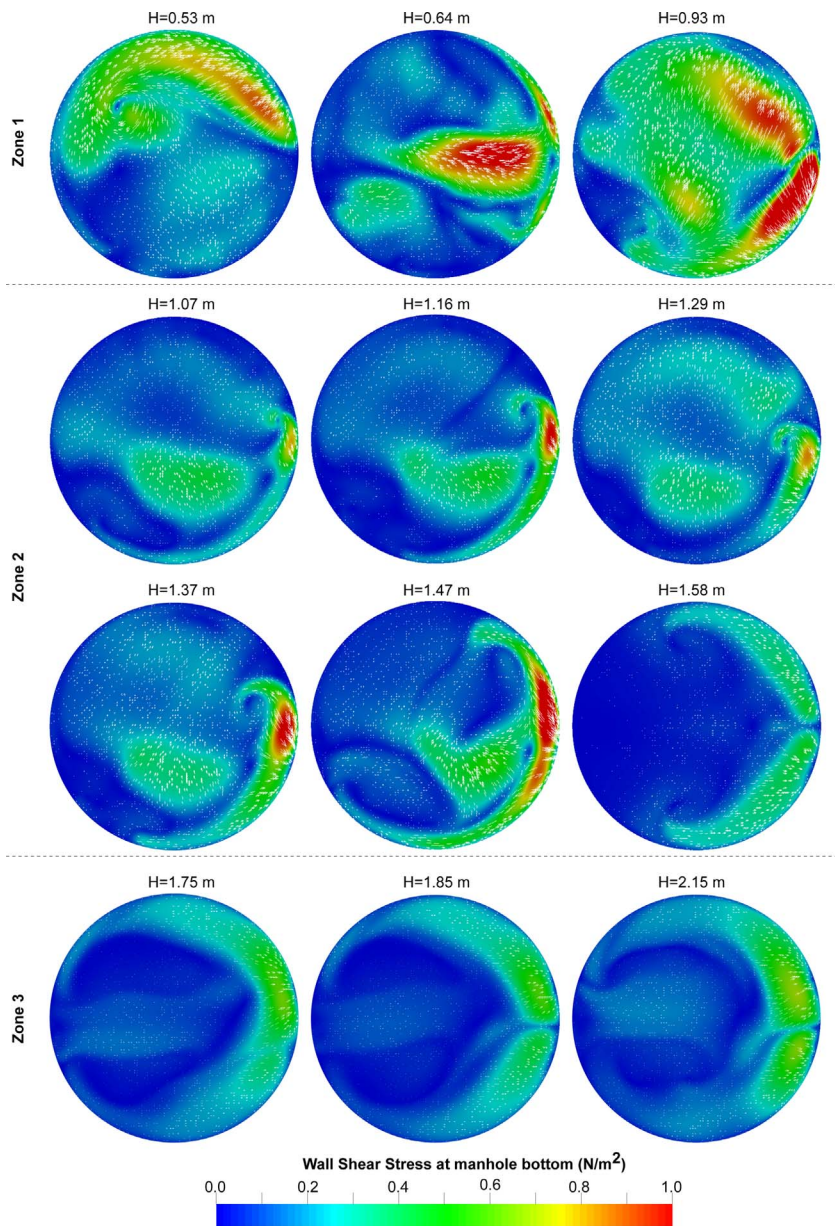 H=0.53 m H=0.64 m H=0.93 m
Zone 1
H=1.07 m H=1.16 m H=1.29 m
Zone 2
H=1.37 m H=1.47 m H=1.58 m
H=1.75 m H=1.85 m H=2.15 m
Zone 3
Wall Shear Stress at manhole bottom (N/m²)
0.0 0.2 0.4 0.6 0.8 1.0